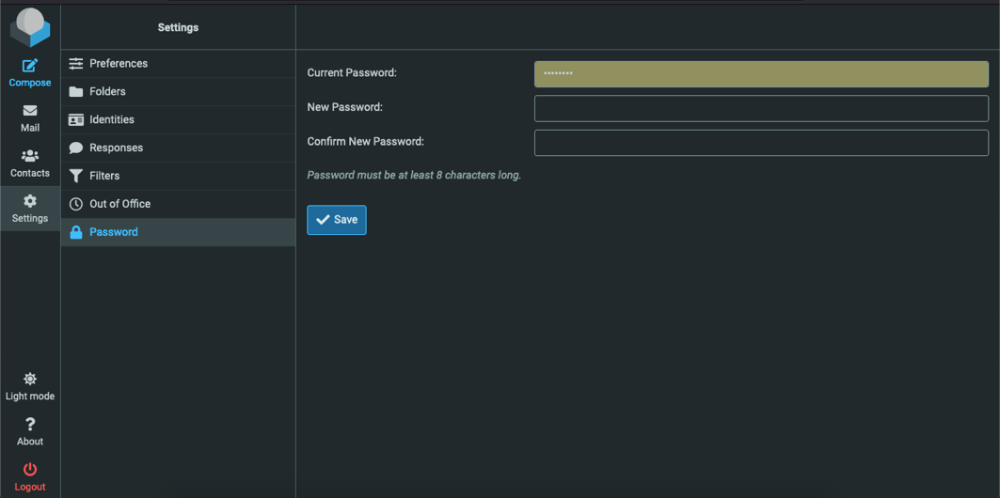 Compose
Mail
Contacts
Settings
Light mode
About
Logout
Settings
Preferences
Folders
Identities
Responses
Filters
Out of Office
Password
Current Password: ••••••••
New Password:
Confirm New Password:
Password must be at least 8 characters long.
Save